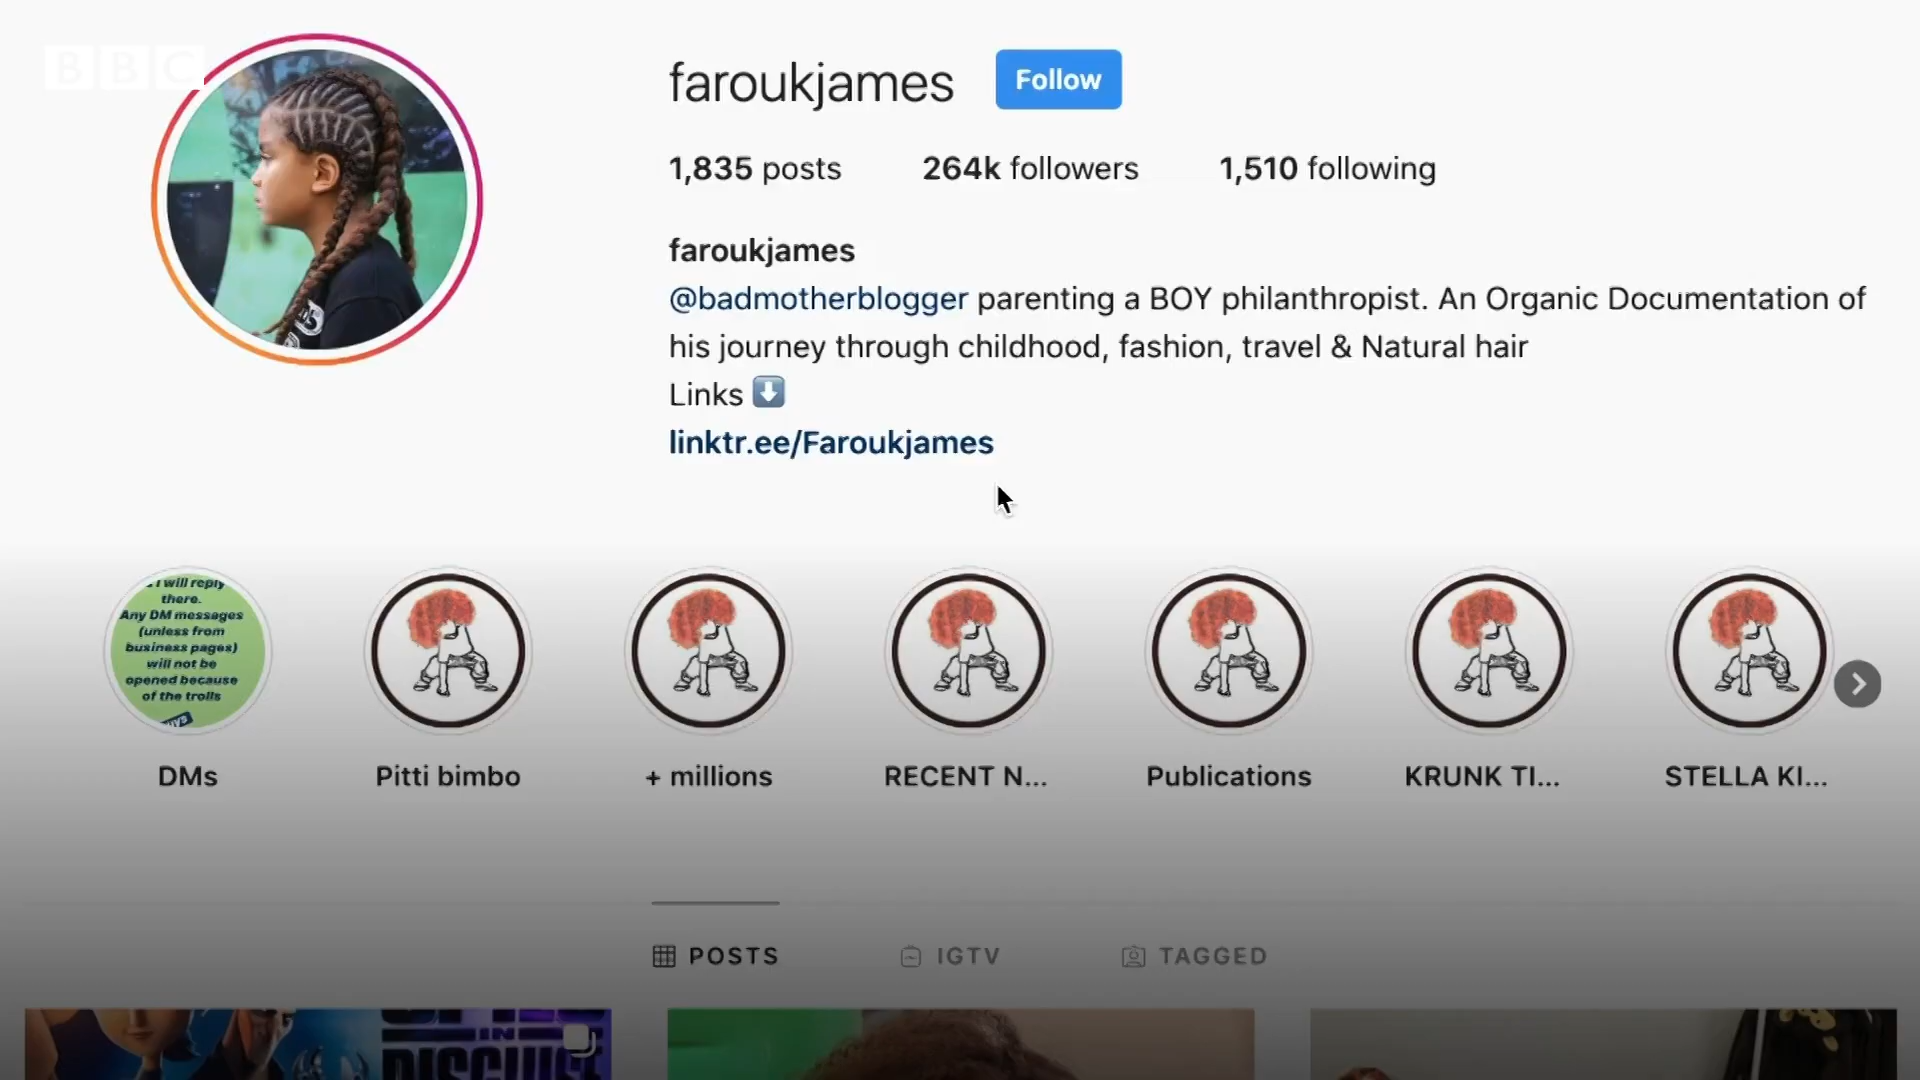 BBC
faroukjames Follow
1,835 posts 264k followers 1,510 following
faroukjames
@badmotherblogger parenting a BOY philanthropist. An Organic Documentation of
his journey through childhood, fashion, travel & Natural hair
Links ⬇️
linktr.ee/Faroukjames
I will reply
there.
Any DM messages
(unless from
business pages)
will not be
opened because
of the trolls
DMs Pitti bimbo + millions RECENT N... Publications KRUNK TI... STELLA KI...
POSTS IGTV TAGGED
IN
DISGUISE